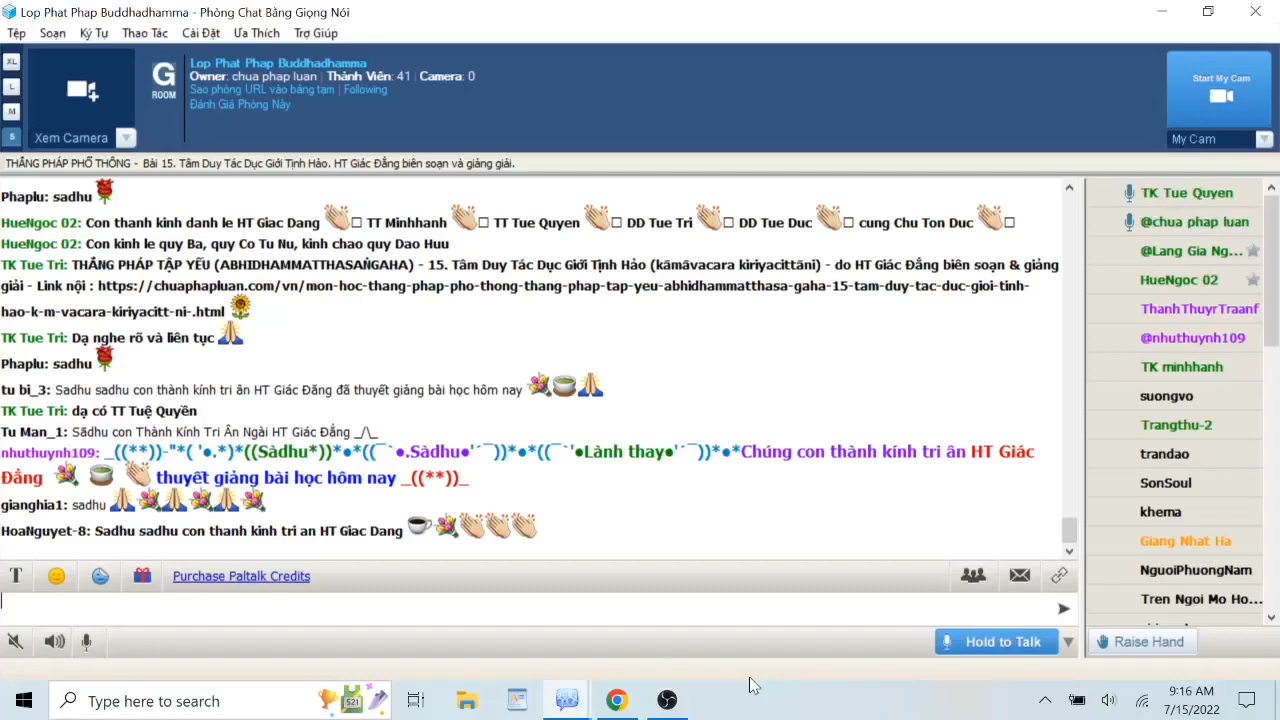 Lop Phat Phap Buddhadhamma - Phòng Chat Bằng Giọng Nói
Tệp Soạn Ký Tự Thao Tác Cài Đặt Ưa Thích Trợ Giúp
XL
L
M
S
Xem Camera
G
ROOM
Lop Phat Phap Buddhadhamma
Owner: chua phap luan | Thành Viên: 41 | Camera: 0
Sao phòng URL vào bảng tạm | Following
Đánh Giá Phòng Này
Start My Cam
My Cam
THẮNG PHÁP PHỔ THÔNG - Bài 15. Tâm Duy Tác Dục Giới Tịnh Hảo. HT Giác Đẳng biên soạn và giảng giải.
Phaplu: sadhu
HueNgoc 02: Con thanh kinh danh le HT Giac Dang TT Minhhanh TT Tue Quyen DD Tue Tri DD Tue Duc cung Chu Ton Duc
HueNgoc 02: Con kinh le quy Ba, quy Co Tu Nu, kinh chao quy Dao Huu
TK Tue Tri: THẮNG PHÁP TẬP YẾU (ABHIDHAMMATTHASAṄGAHA) - 15. Tâm Duy Tác Dục Giới Tịnh Hảo (kāmāvacara kiriyacittāni) - do HT Giác Đẳng biên soạn & giảng
giải - Link nội : https://chuaphapluan.com/vn/mon-hoc-thang-phap-pho-thong-thang-phap-tap-yeu-abhidhammatthasa-gaha-15-tam-duy-tac-duc-gioi-tinh-
hao-k-m-vacara-kiriyacitt-ni-.html
TK Tue Tri: Dạ nghe rõ và liên tục
Phaplu: sadhu
tu bi_3: Sadhu sadhu con thành kính tri ân HT Giác Đăng đã thuyết giảng bài học hôm nay
TK Tue Tri: dạ có TT Tuệ Quyền
Tu Man_1: Sādhu con Thành Kính Tri Ân Ngài HT Giác Đẳng _/\_
nhuthuynh109: _((**))-"*( '●.*)*((Sàdhu*))*●*((¯`●.Sàdhu●'´¯))*●*((¯`'●Lành thay●'´¯))*●*Chúng con thành kính tri ân HT Giác
Đẳng thuyết giảng bài học hôm nay _((**))_
gianghia1: sadhu
HoaNguyet-8: Sadhu sadhu con thanh kinh tri an HT Giac Dang
TK Tue Quyen
@chua phap luan
@Lang Gia Ng...
HueNgoc 02
ThanhThuyrTraanf
@nhuthuynh109
TK minhhanh
suongvo
Trangthu-2
trandao
SonSoul
khema
Giang Nhat Ha
NguoiPhuongNam
Tren Ngoi Mo Ho...
T
Purchase Paltalk Credits
Hold to Talk
Raise Hand
Type here to search
521
9:16 AM
7/15/2022